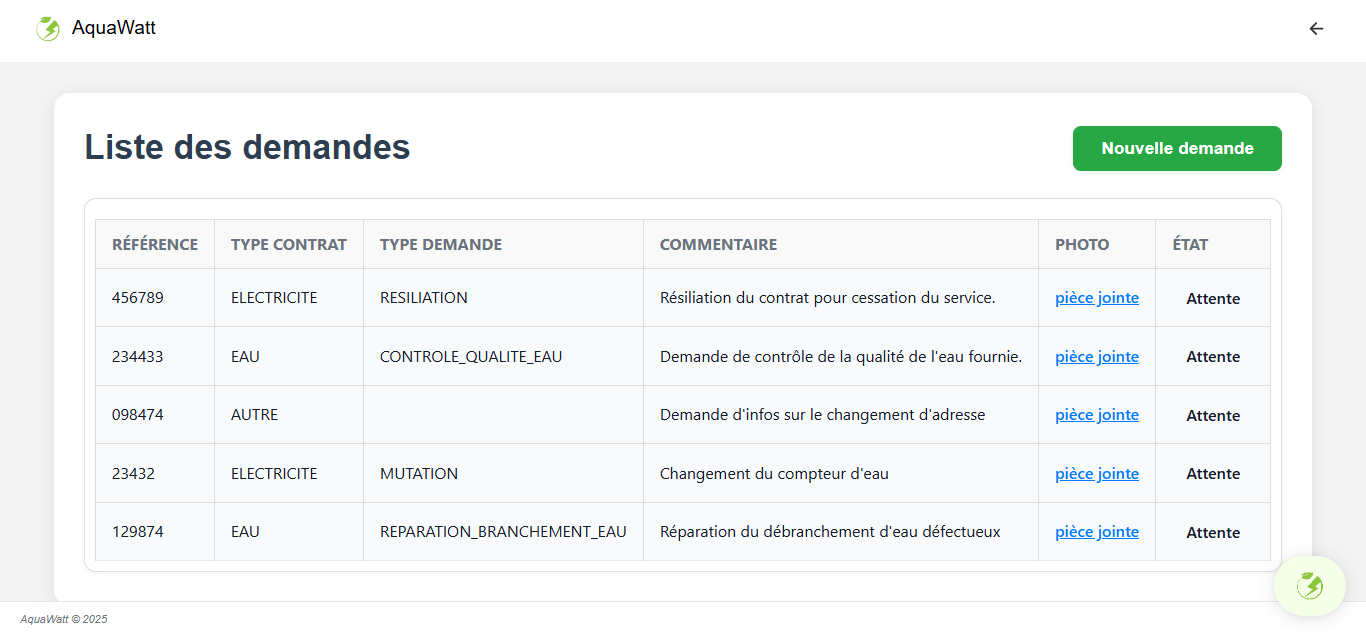 AquaWatt
Liste des demandes
Nouvelle demande
RÉFÉRENCE TYPE CONTRAT TYPE DEMANDE COMMENTAIRE PHOTO ÉTAT
456789 ELECTRICITE RESILIATION Résiliation du contrat pour cessation du service. pièce jointe Attente
234433 EAU CONTROLE_QUALITE_EAU Demande de contrôle de la qualité de l'eau fournie. pièce jointe Attente
098474 AUTRE Demande d'infos sur le changement d'adresse pièce jointe Attente
23432 ELECTRICITE MUTATION Changement du compteur d'eau pièce jointe Attente
129874 EAU REPARATION_BRANCHEMENT_EAU Réparation du débranchement d'eau défectueux pièce jointe Attente
AquaWatt © 2025